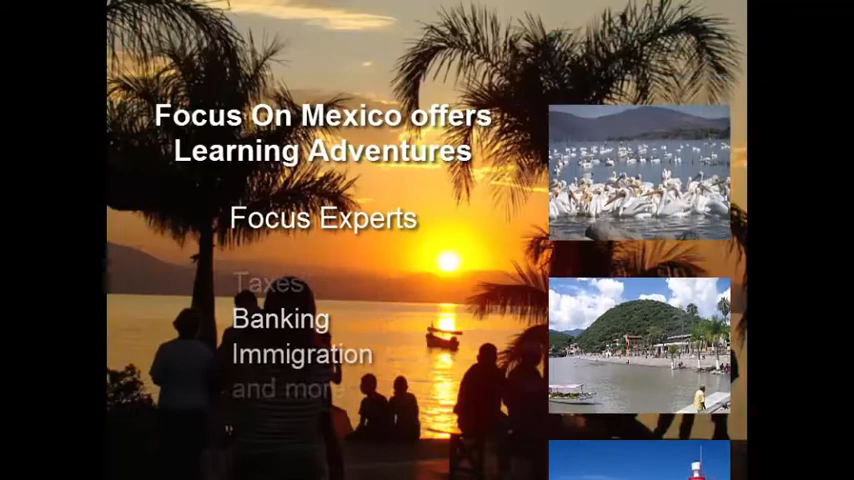 Focus On Mexico offers
Learning Adventures
Focus Experts
Taxes
Banking
Immigration
and more